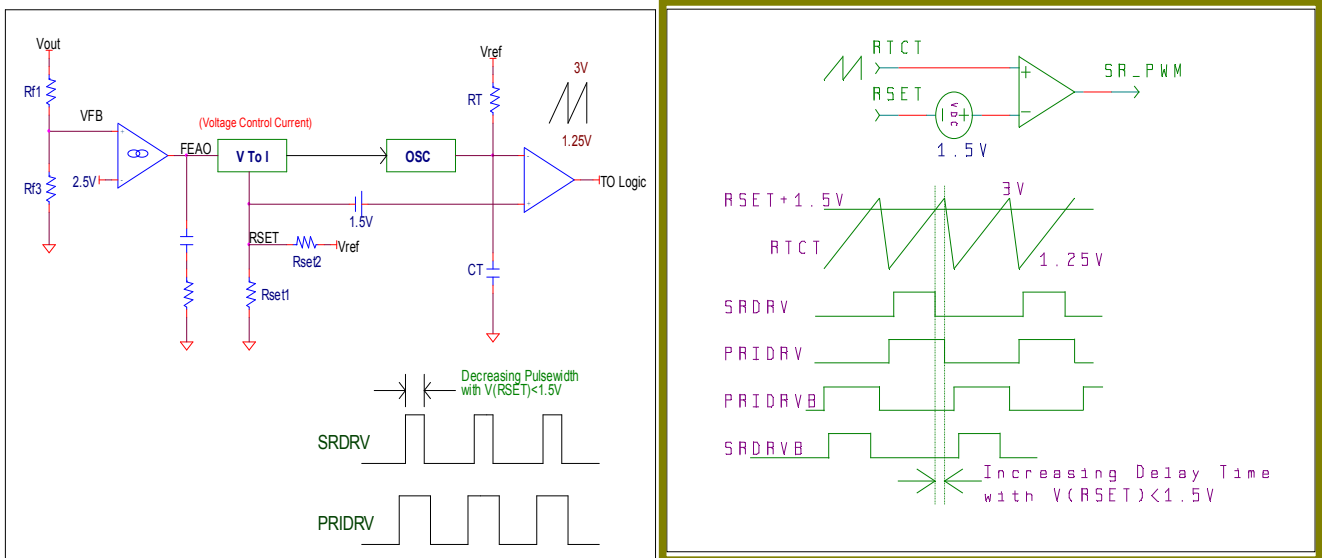 Vout
Rf1
VFB
(Voltage Control Current)
FEAO
V To I
OSC
Vref
RT
3V
1.25V
TO Logic
Rf3
2.5V
1.5V
RSET
Vref
Rset2
Rset1
CT
Decreasing Pulsewidth
with V(RSET)<1.5V
SRDRV
PRIDRV
RTCT
RSET
VDC
1.5V
SR_PWM
RSET+1.5V
3V
RTCT
1.25V
SRDRV
PRIDRV
PRIDRVB
SRDRVB
Increasing Delay Time
with V(RSET)<1.5V